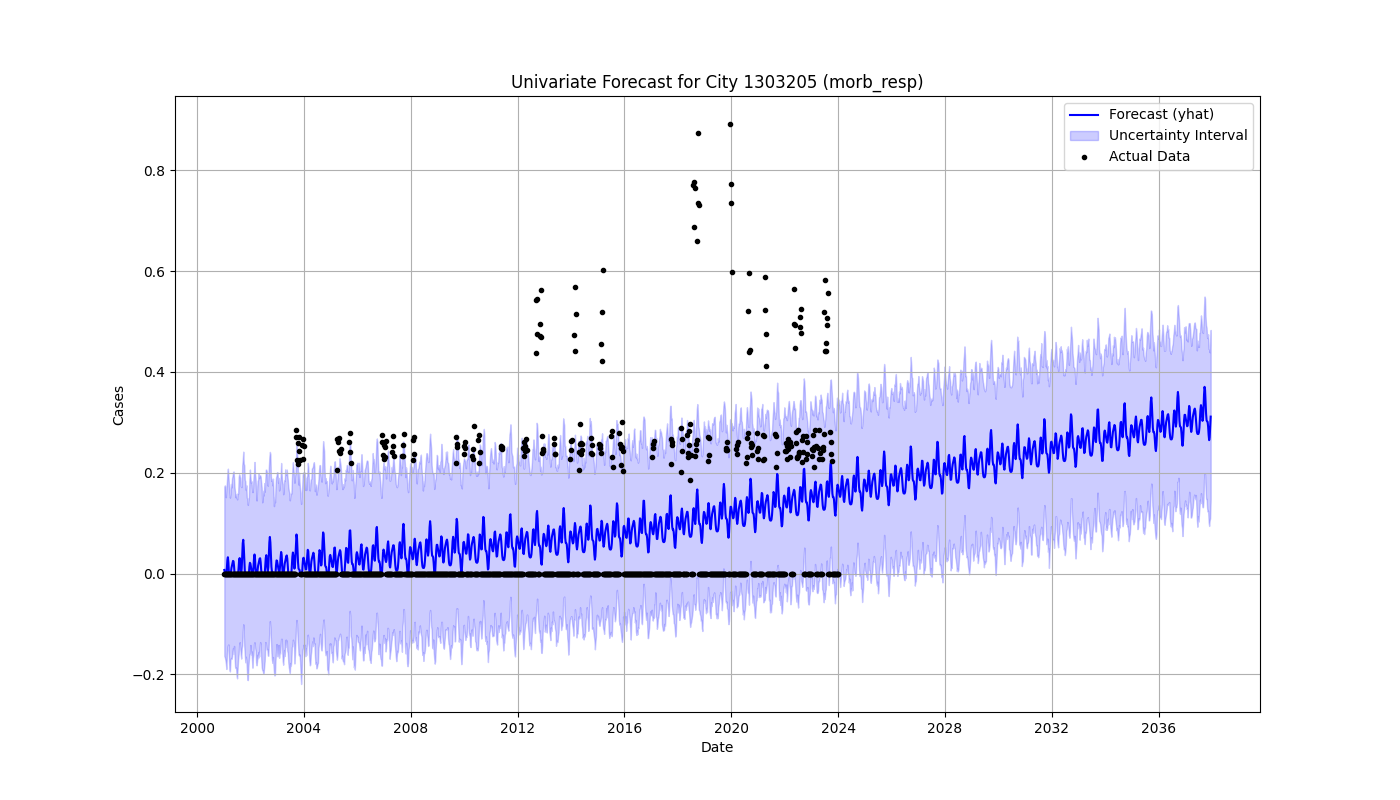 Univariate Forecast for City 1303205 (morb_resp)
Forecast (yhat)
Uncertainty Interval
Actual Data
Cases
0.8
0.6
0.4
0.2
0.0
−0.2
2000 2004 2008 2012 2016 2020 2024 2028 2032 2036
Date